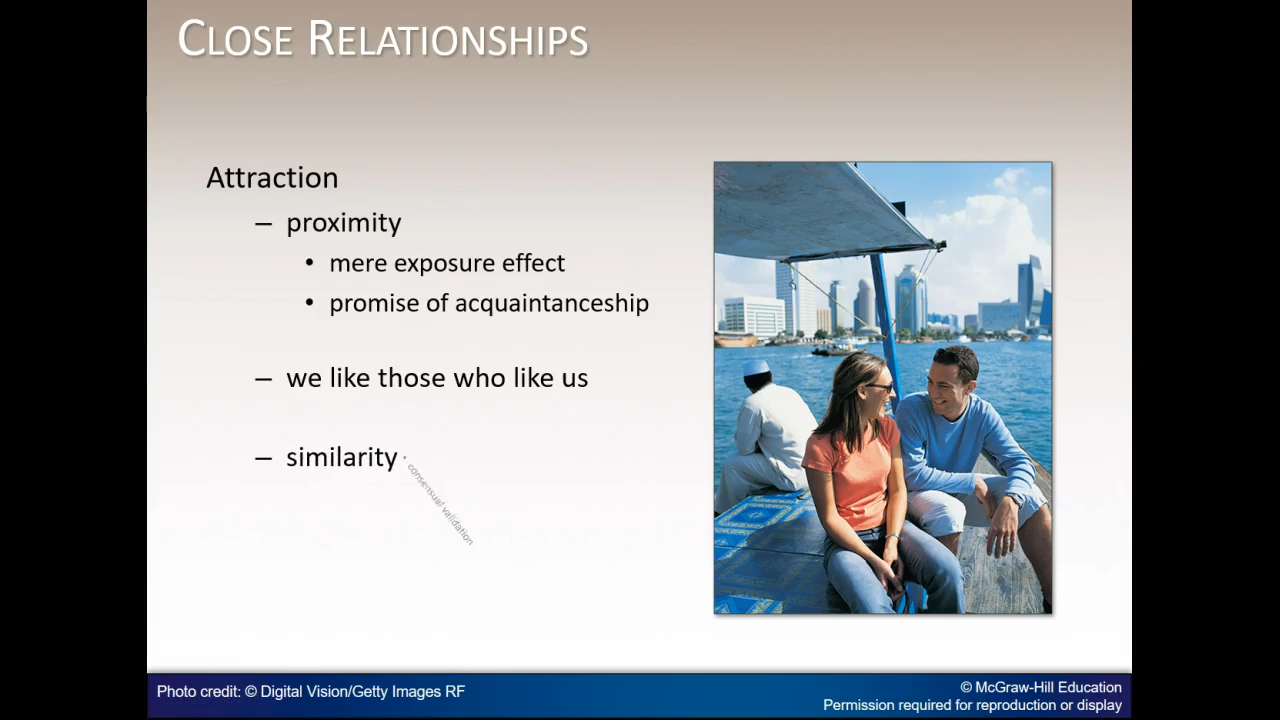 CLOSE RELATIONSHIPS
Attraction
– proximity
• mere exposure effect
• promise of acquaintanceship
– we like those who like us
– similarity
• consensual validation
Photo credit: © Digital Vision/Getty Images RF
© McGraw-Hill Education
Permission required for reproduction or display